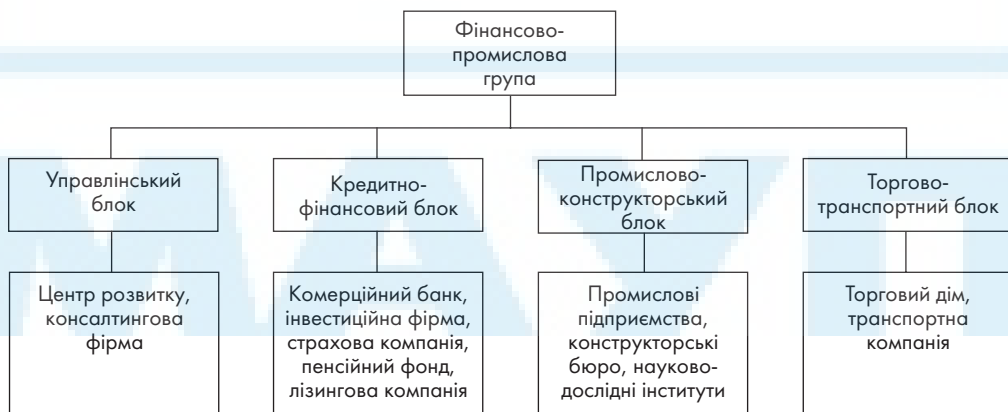 Фінансово-
промислова
група
Управлінський
блок
Кредитно-
фінансовий блок
Промислово-
конструкторський
блок
Торгово-
транспортний блок
Центр розвитку,
консалтингова
фірма
Комерційний банк,
інвестиційна фірма,
страхова компанія,
пенсійний фонд,
лізингова компанія
Промислові
підприємства,
конструкторські
бюро, науково-
дослідні інститути
Торговий дім,
транспортна
компанія